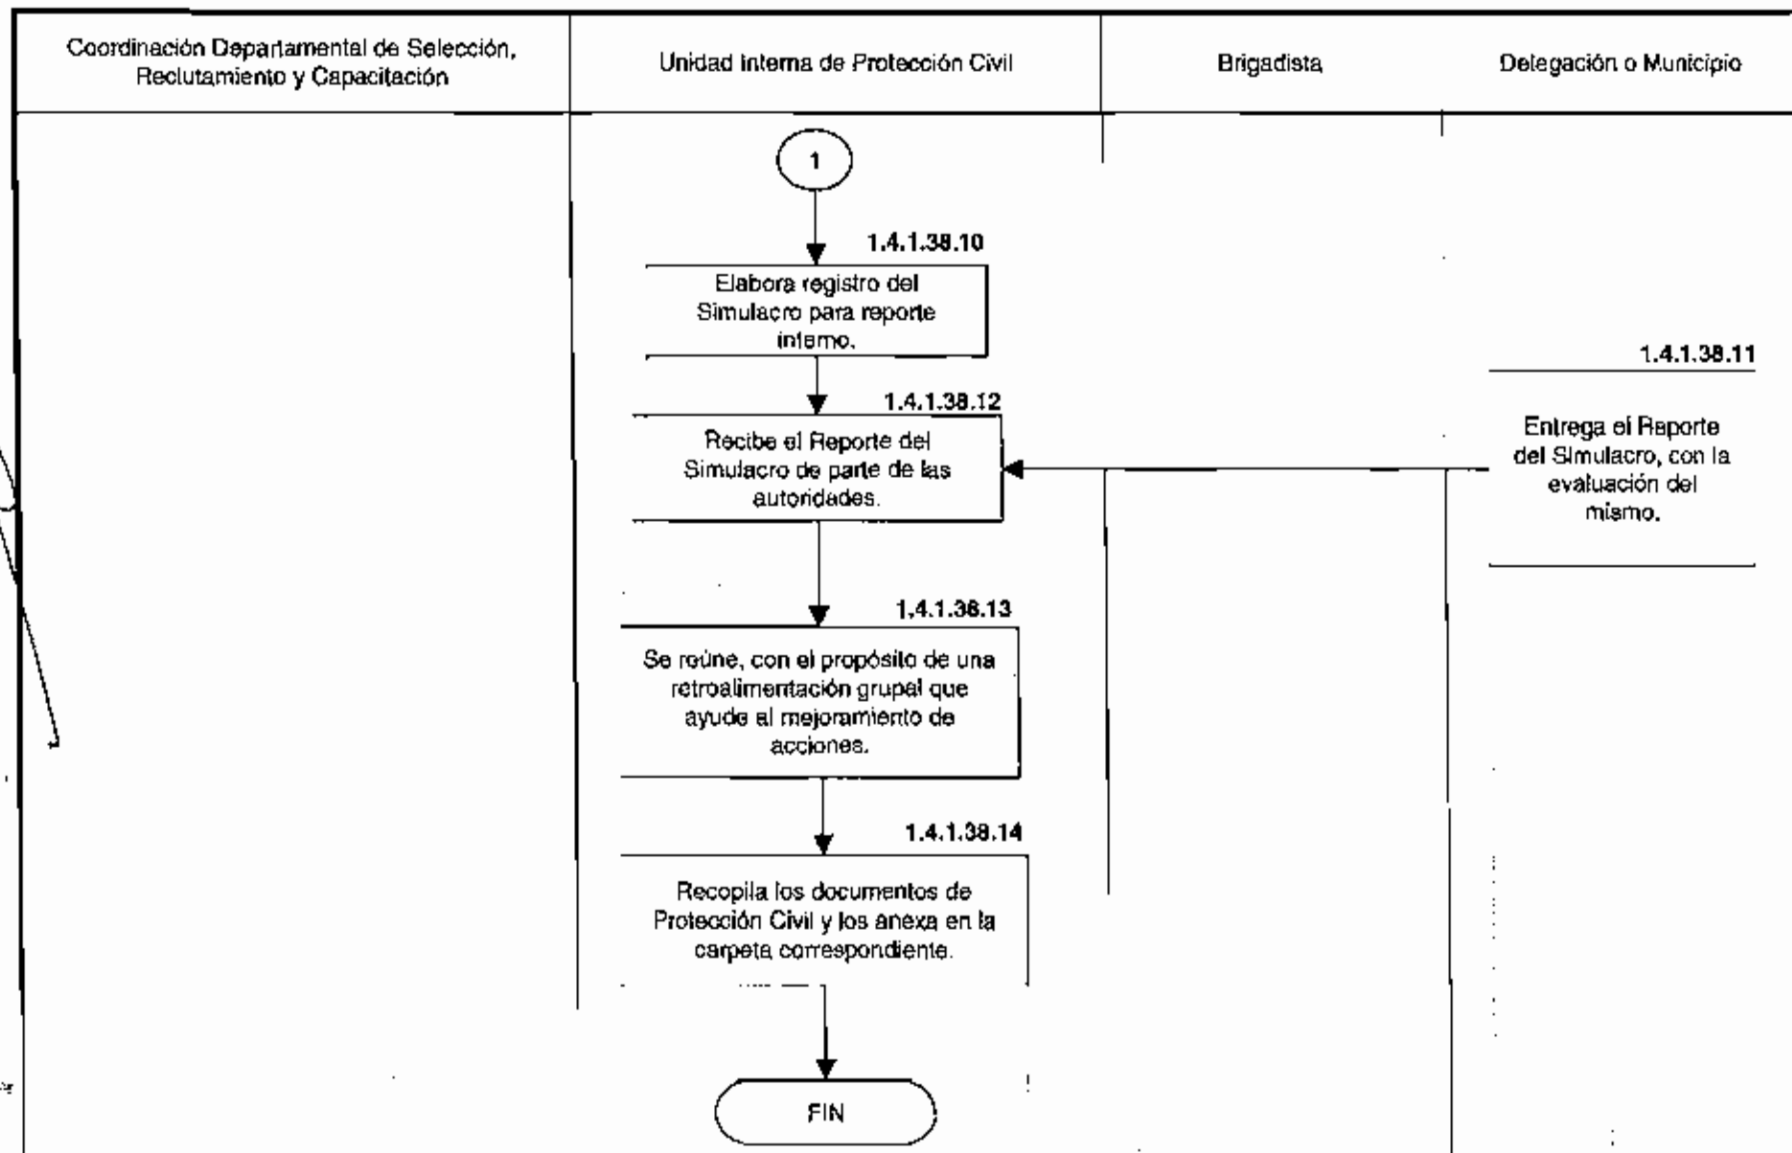 Coordinación Departamental de Selección,
Reclutamiento y Capacitación
Unidad Interna de Protección Civil
Brigadista
Delegación o Municipio
1
1.4.1.38.10
Elabora registro del
Simulacro para reporte
interno.
1.4.1.38.11
Entrega el Reporte
del Simulacro, con la
evaluación del
mismo.
1.4.1.38.12
Recibe el Reporte del
Simulacro de parte de las
autoridades.
1.4.1.38.13
Se reúne, con el propósito de una
retroalimentación grupal que
ayude al mejoramiento de
acciones.
1.4.1.38.14
Recopila los documentos de
Protección Civil y los anexa en la
carpeta correspondiente.
FIN